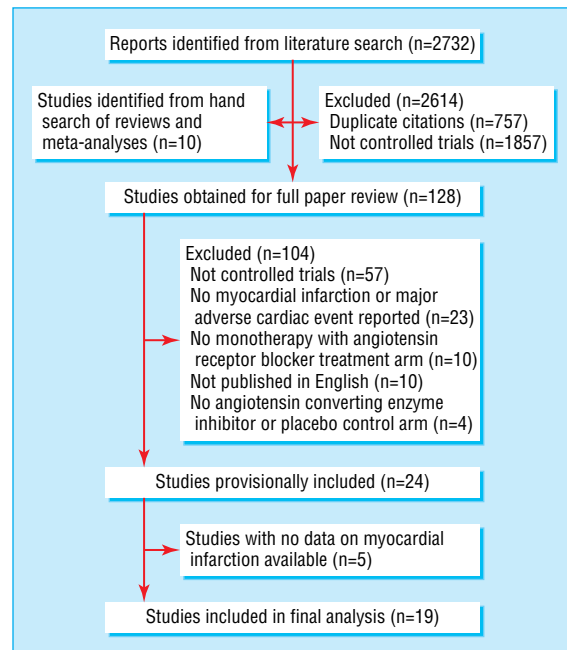 Reports identified from literature search (n=2732)
Studies identified from hand
search of reviews and
meta-analyses (n=10)
Excluded (n=2614)
Duplicate citations (n=757)
Not controlled trials (n=1857)
Studies obtained for full paper review (n=128)
Excluded (n=104)
Not controlled trials (n=57)
No myocardial infarction or major
adverse cardiac event reported (n=23)
No monotherapy with angiotensin
receptor blocker treatment arm (n=10)
Not published in English (n=10)
No angiotensin converting enzyme
inhibitor or placebo control arm (n=4)
Studies provisionally included (n=24)
Studies with no data on myocardial
infarction available (n=5)
Studies included in final analysis (n=19)